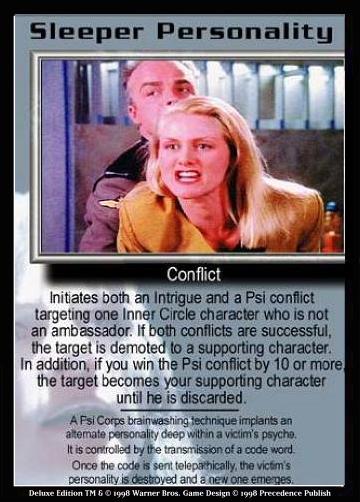 Sleeper Personality
Conflict
Initiates both an Intrigue and a Psi conflict
targeting one Inner Circle character who is not
an ambassador. If both conflicts are successful,
the target is demoted to a supporting character.
In addition, if you win the Psi conflict by 10 or more,
the target becomes your supporting character
until he is discarded.
A Psi Corps brainwashing technique implants an
alternate personality deep within a victim's psyche.
It is controlled by the transmission of a code word.
Once the code is sent telepathically, the victim's
personality is destroyed and a new one emerges.
Deluxe Edition TM & © 1998 Warner Bros. Game Design © 1998 Precedence Publish